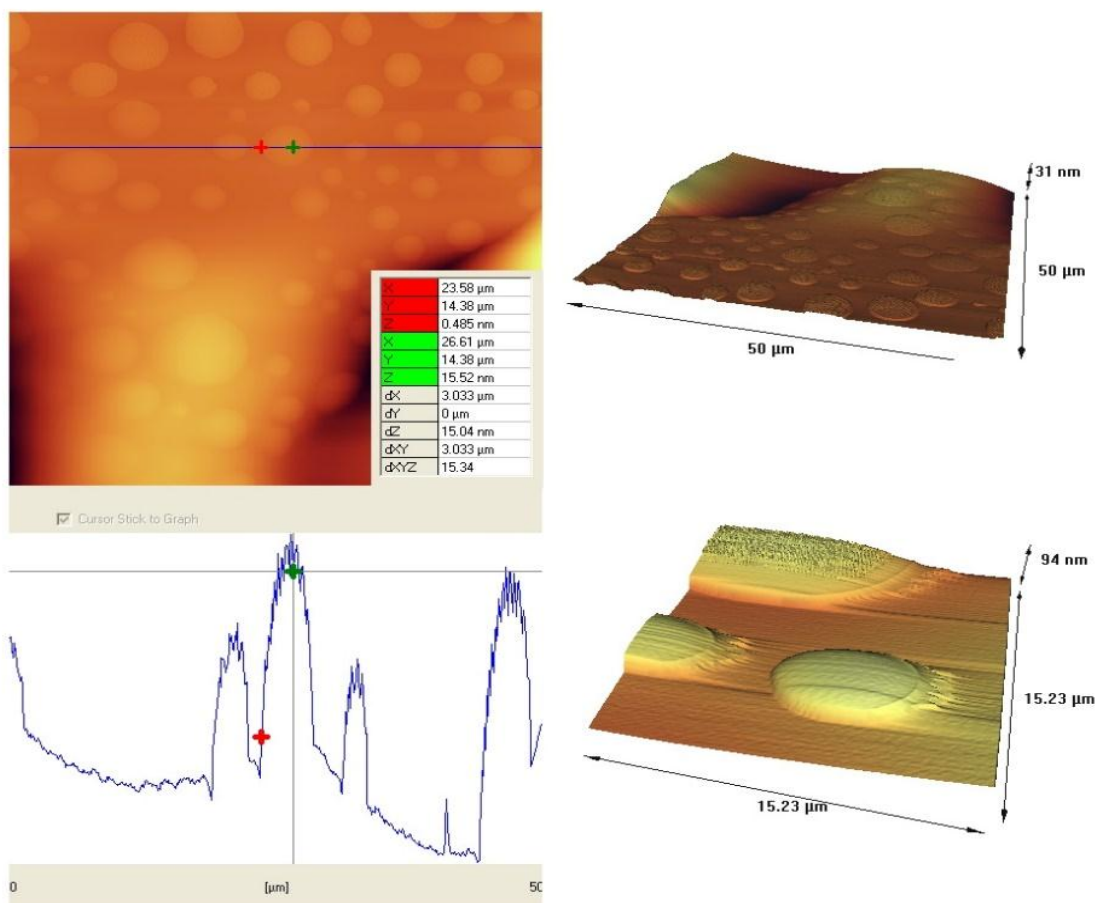 X 23.58 µm
Y 14.38 µm
Z 0.485 nm
X 26.61 µm
Y 14.38 µm
Z 15.52 nm
dX 3.033 µm
dY 0 µm
dZ 15.04 nm
dXY 3.033 µm
dXYZ 15.34
Cursor Stick to Graph
0 [µm] 50
31 nm
50 µm
50 µm
94 nm
15.23 µm
15.23 µm